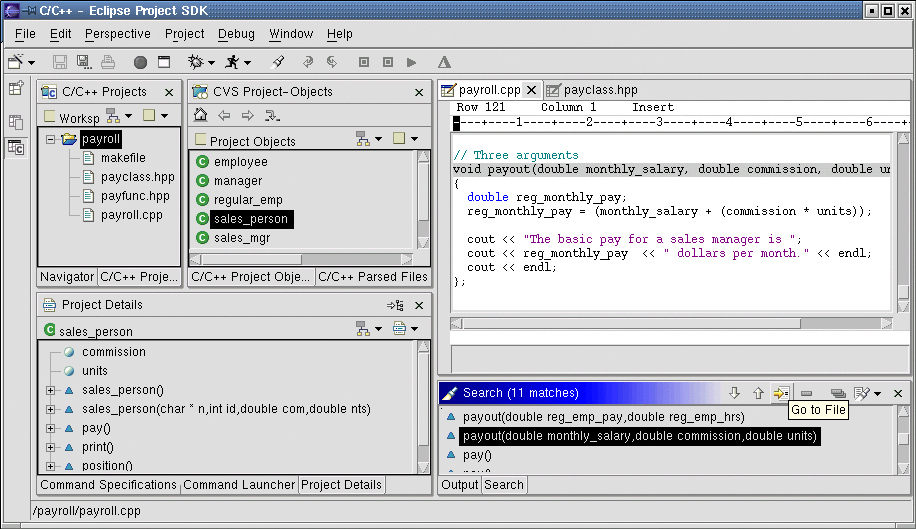 C/C++ - Eclipse Project SDK
File Edit Perspective Project Debug Window Help
C/C++ Projects
Worksp
payroll
makefile
payclass.hpp
payfunc.hpp
payroll.cpp
Navigator C/C++ Proje...
CVS Project-Objects
Project Objects
employee
manager
regular_emp
sales_person
sales_mgr
C/C++ Project Obje... C/C++ Parsed Files
payroll.cpp payclass.hpp
Row 121 Column 1 Insert
----+----1----+----2----+----3----+----4----+----5----+----6----+
// Three arguments
void payout(double monthly_salary, double commission, double un
{
double reg_monthly_pay;
reg_monthly_pay = (monthly_salary + (commission * units));
cout << "The basic pay for a sales manager is ";
cout << reg_monthly_pay << " dollars per month." << endl;
cout << endl;
};
Project Details
sales_person
commission
units
sales_person()
sales_person(char * n,int id,double com,double nts)
pay()
print()
position()
Command Specifications Command Launcher Project Details
Search (11 matches)
Go to File
payout(double reg_emp_pay,double reg_emp_hrs)
payout(double monthly_salary,double commission,double units)
pay()
Output Search
/payroll/payroll.cpp